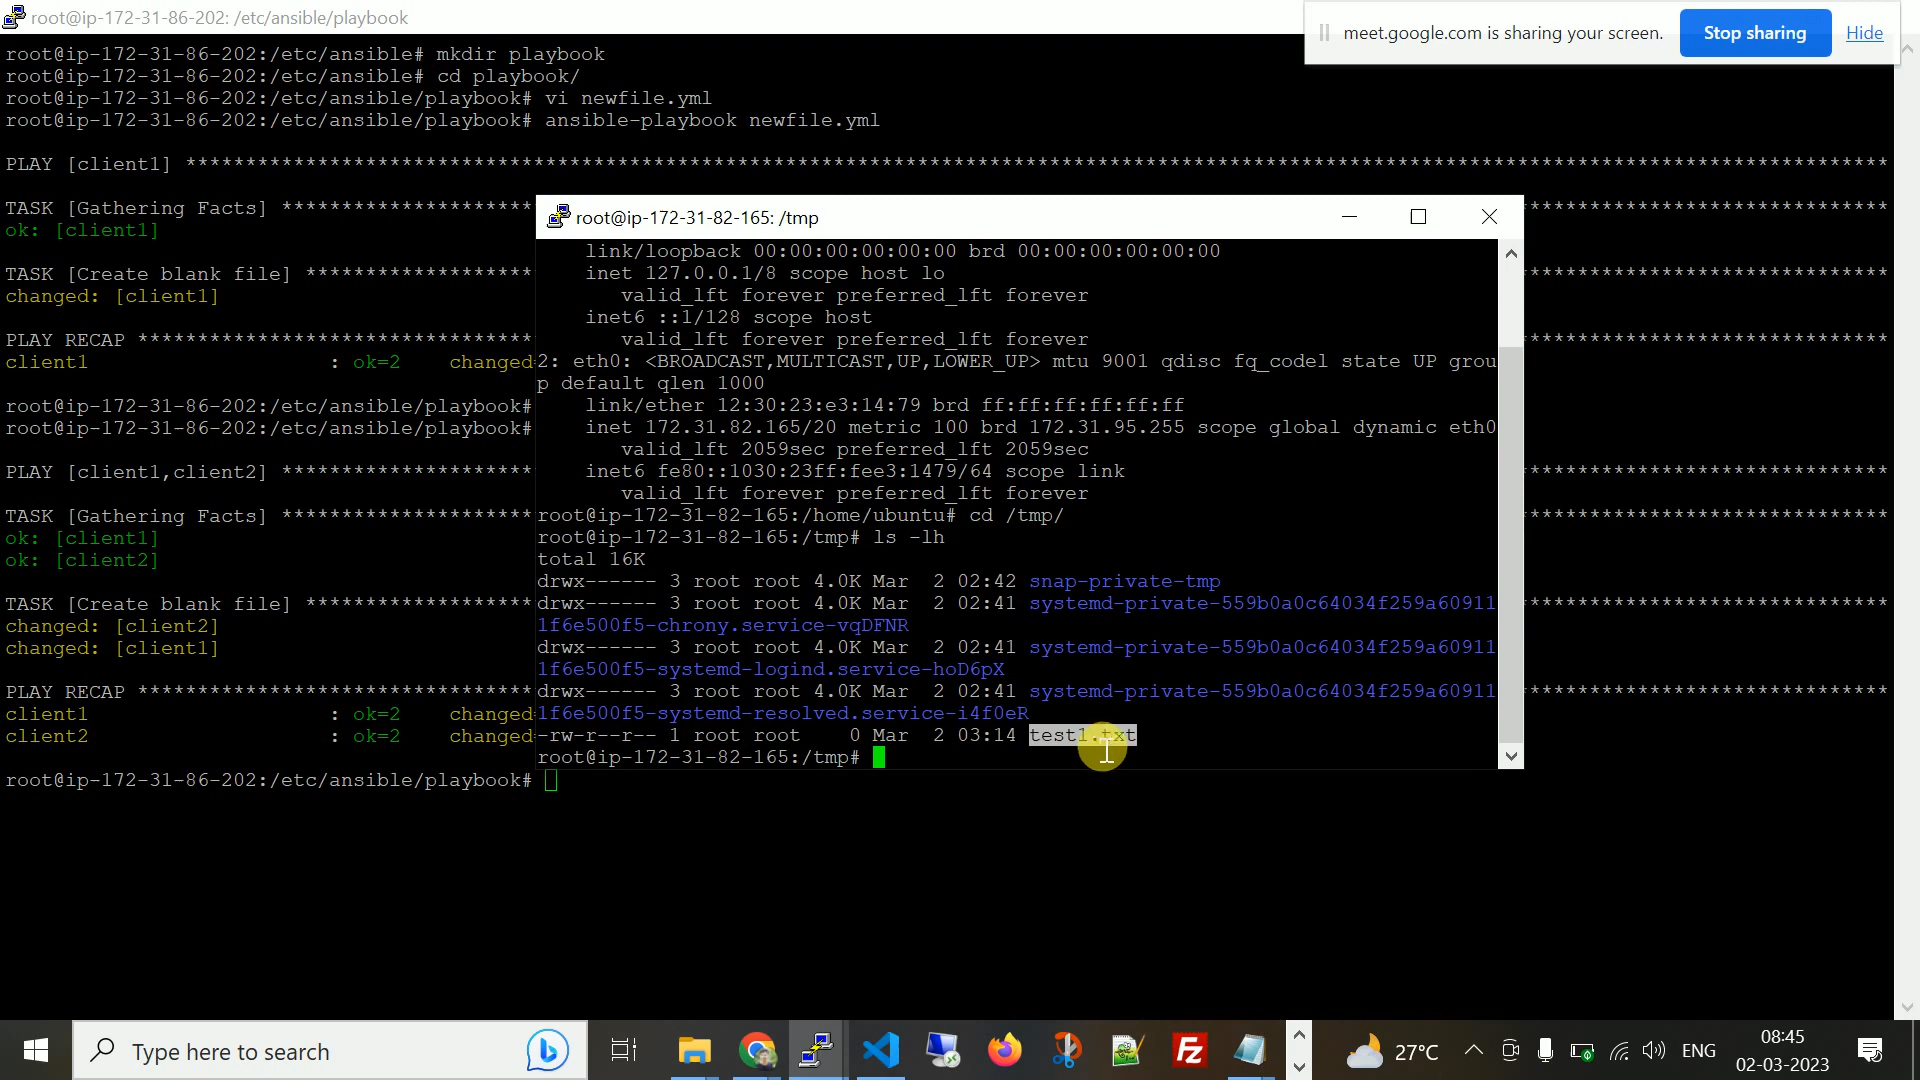 root@ip-172-31-86-202: /etc/ansible/playbook
meet.google.com is sharing your screen.
Stop sharing
Hide
root@ip-172-31-86-202:/etc/ansible# mkdir playbook
root@ip-172-31-86-202:/etc/ansible# cd playbook/
root@ip-172-31-86-202:/etc/ansible/playbook# vi newfile.yml
root@ip-172-31-86-202:/etc/ansible/playbook# ansible-playbook newfile.yml
PLAY [client1] **********************************************************************************************************************************************
TASK [Gathering Facts] *********************
ok: [client1]
TASK [Create blank file] *******************
changed: [client1]
PLAY RECAP *********************************
client1 : ok=2 changed=
root@ip-172-31-86-202:/etc/ansible/playbook#
root@ip-172-31-86-202:/etc/ansible/playbook#
PLAY [client1,client2] *********************
TASK [Gathering Facts] *********************
ok: [client1]
ok: [client2]
TASK [Create blank file] *******************
changed: [client2]
changed: [client1]
PLAY RECAP *********************************
client1 : ok=2 changed=
client2 : ok=2 changed=
root@ip-172-31-86-202:/etc/ansible/playbook#
root@ip-172-31-82-165: /tmp
link/loopback 00:00:00:00:00:00 brd 00:00:00:00:00:00
inet 127.0.0.1/8 scope host lo
valid_lft forever preferred_lft forever
inet6 ::1/128 scope host
valid_lft forever preferred_lft forever
2: eth0: <BROADCAST,MULTICAST,UP,LOWER_UP> mtu 9001 qdisc fq_codel state UP grou
p default qlen 1000
link/ether 12:30:23:e3:14:79 brd ff:ff:ff:ff:ff:ff
inet 172.31.82.165/20 metric 100 brd 172.31.95.255 scope global dynamic eth0
valid_lft 2059sec preferred_lft 2059sec
inet6 fe80::1030:23ff:fee3:1479/64 scope link
valid_lft forever preferred_lft forever
root@ip-172-31-82-165:/home/ubuntu# cd /tmp/
root@ip-172-31-82-165:/tmp# ls -lh
total 16K
drwx------ 3 root root 4.0K Mar 2 02:42 snap-private-tmp
drwx------ 3 root root 4.0K Mar 2 02:41 systemd-private-559b0a0c64034f259a60911
1f6e500f5-chrony.service-vqDFNR
drwx------ 3 root root 4.0K Mar 2 02:41 systemd-private-559b0a0c64034f259a60911
1f6e500f5-systemd-logind.service-hoD6pX
drwx------ 3 root root 4.0K Mar 2 02:41 systemd-private-559b0a0c64034f259a60911
1f6e500f5-systemd-resolved.service-i4f0eR
-rw-r--r-- 1 root root 0 Mar 2 03:14 test1.txt
root@ip-172-31-82-165:/tmp#
Type here to search
27°C
ENG
08:45
02-03-2023